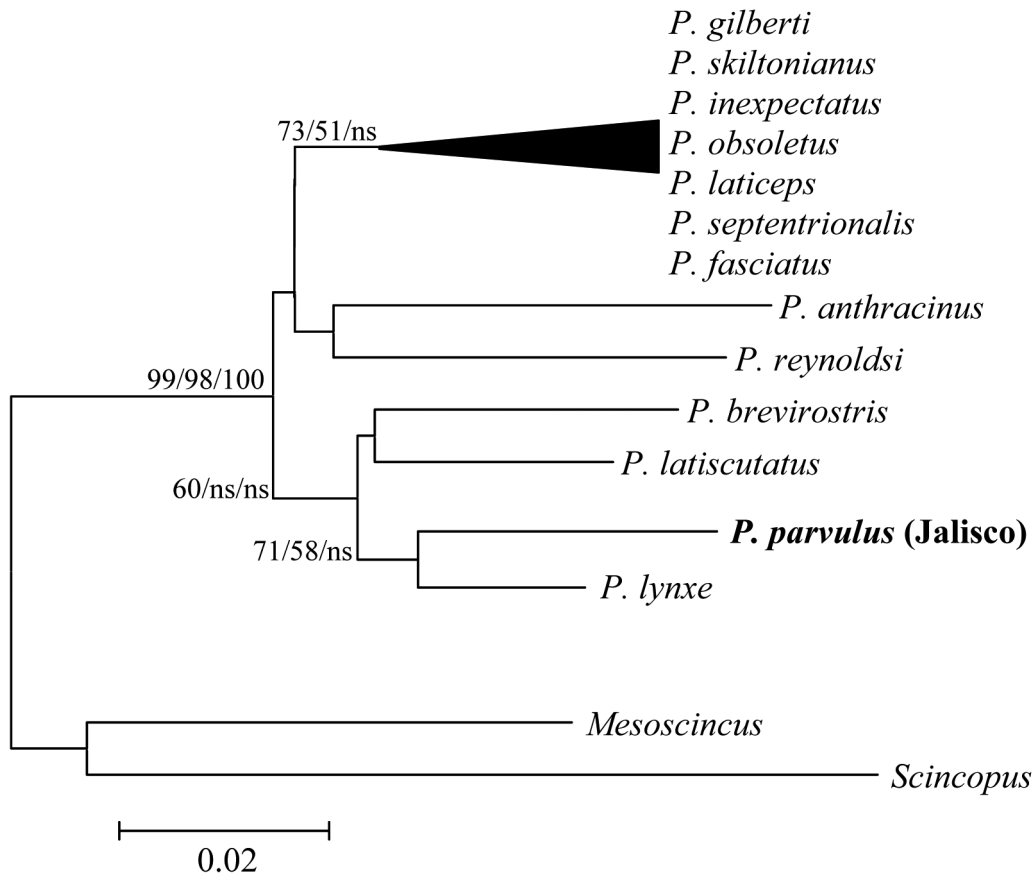 P. gilberti
P. skiltonianus
P. inexpectatus
73/51/ns
P. obsoletus
P. laticeps
P. septentrionalis
P. fasciatus
P. anthracinus
P. reynoldsi
99/98/100
P. brevirostris
P. latiscutatus
60/ns/ns
P. parvulus (Jalisco)
71/58/ns
P. lynxe
Mesoscincus
Scincopus
0.02